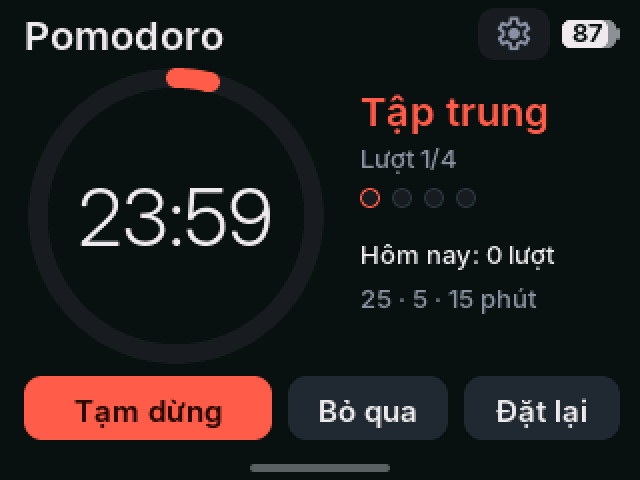 Pomodoro
87
Tập trung
Lượt 1/4
23:59
Hôm nay: 0 lượt
25 · 5 · 15 phút
Tạm dừng
Bỏ qua
Đặt lại